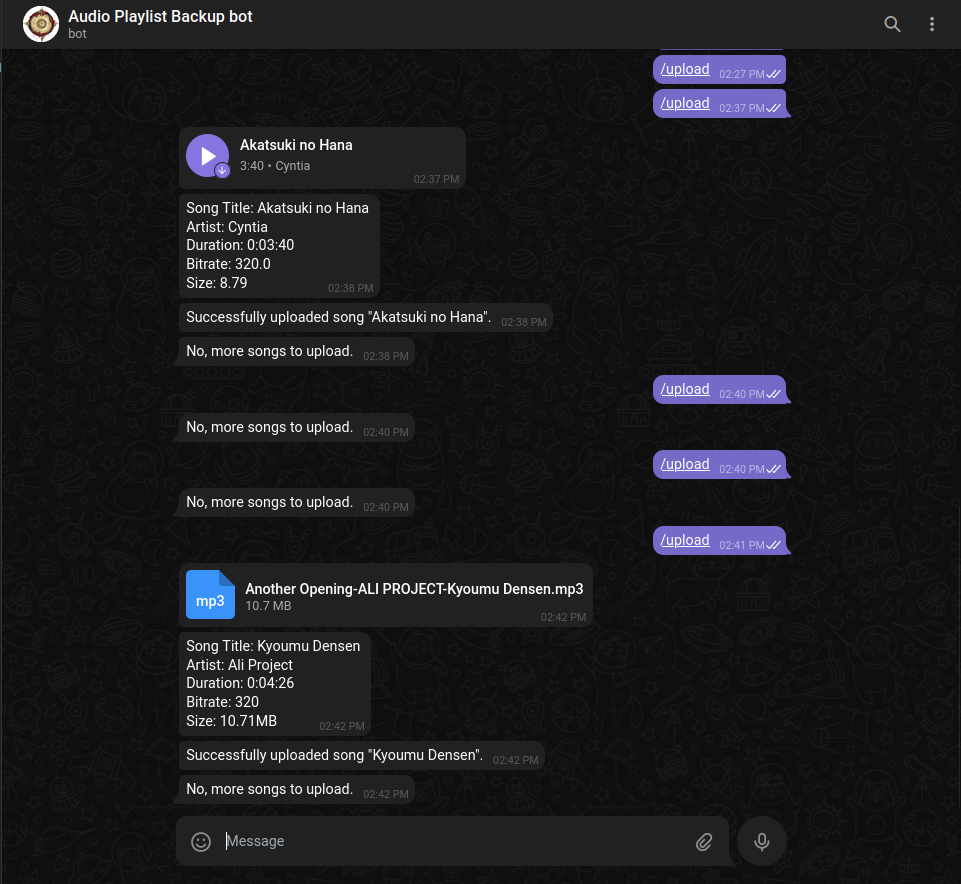 Audio Playlist Backup bot
bot
/upload 02:27 PM
/upload 02:37 PM
Akatsuki no Hana
3:40 • Cyntia
02:37 PM
Song Title: Akatsuki no Hana
Artist: Cyntia
Duration: 0:03:40
Bitrate: 320.0
Size: 8.79 02:38 PM
Successfully uploaded song "Akatsuki no Hana". 02:38 PM
No, more songs to upload. 02:38 PM
/upload 02:40 PM
No, more songs to upload. 02:40 PM
/upload 02:40 PM
No, more songs to upload. 02:40 PM
/upload 02:41 PM
mp3
Another Opening-ALI PROJECT-Kyoumu Densen.mp3
10.7 MB
02:42 PM
Song Title: Kyoumu Densen
Artist: Ali Project
Duration: 0:04:26
Bitrate: 320
Size: 10.71MB 02:42 PM
Successfully uploaded song "Kyoumu Densen". 02:42 PM
No, more songs to upload. 02:42 PM
Message